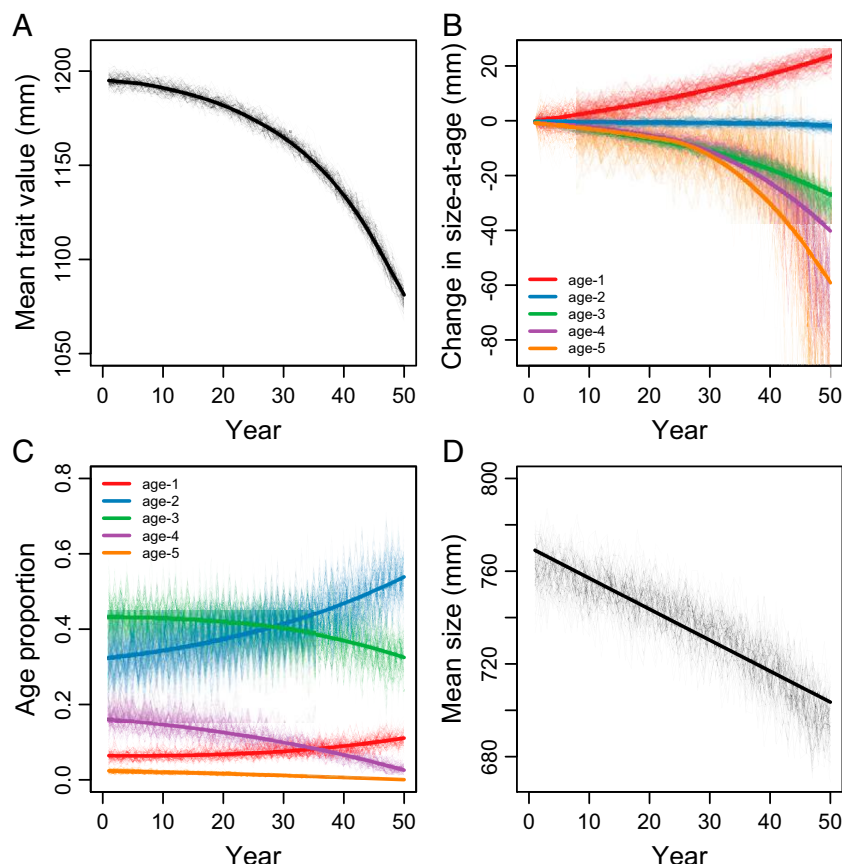 A
Mean trait value (mm)
1200
1150
1100
1050
0 10 20 30 40 50
Year
B
Change in size-at-age (mm)
20
0
-20
-40
-60
-80
age-1
age-2
age-3
age-4
age-5
0 10 20 30 40 50
Year
C
Age proportion
0.8
0.6
0.4
0.2
0.0
age-1
age-2
age-3
age-4
age-5
0 10 20 30 40 50
Year
D
Mean size (mm)
800
760
720
680
0 10 20 30 40 50
Year